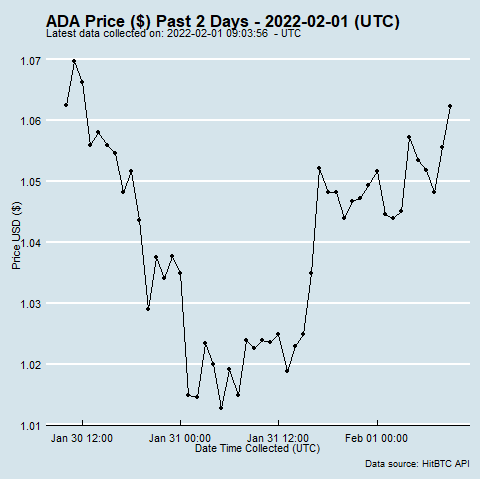 ADA Price ($) Past 2 Days - 2022-02-01 (UTC)
Latest data collected on: 2022-02-01 09:03:56 - UTC
1.07
1.06
1.05
1.04
1.03
1.02
1.01
Price USD ($)
Jan 30 12:00
Jan 31 00:00
Jan 31 12:00
Feb 01 00:00
Date Time Collected (UTC)
Data source: HitBTC API